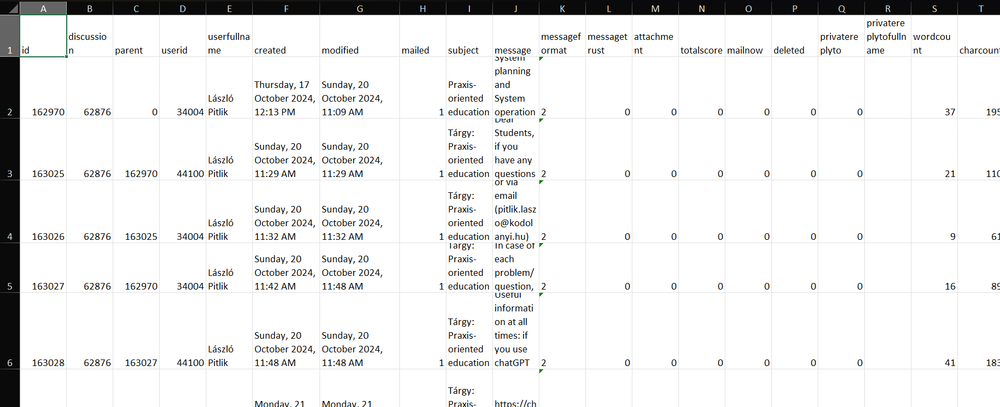 A B C D E F G H I J K L M N O P Q R S T
1 id discussio
n parent userid userfullna
me created modified mailed subject message messagef
ormat messaget
rust attachme
nt totalscore mailnow deleted privatere
plyto privatere
plytofulln
ame wordcou
nt charcount
2 162970 62876 0 34004 László
Pitlik Thursday, 17
October 2024,
12:13 PM Sunday, 20
October 2024,
11:09 AM 1 Praxis-
oriented
education System
planning
and
System
operation 2 0 0 0 0 0 0 37 195
3 163025 62876 162970 44100 László
Pitlik Sunday, 20
October 2024,
11:29 AM Sunday, 20
October 2024,
11:29 AM 1 Tárgy:
Praxis-
oriented
education Dear
Students,
if you
have any
questions 2 0 0 0 0 0 0 21 110
4 163026 62876 163025 34004 László
Pitlik Sunday, 20
October 2024,
11:32 AM Sunday, 20
October 2024,
11:32 AM 1 Tárgy:
Praxis-
oriented
education or via
email
(pitlik.lasz
o@kodol
anyi.hu) 2 0 0 0 0 0 0 9 61
5 163027 62876 162970 34004 László
Pitlik Sunday, 20
October 2024,
11:42 AM Sunday, 20
October 2024,
11:48 AM 1 Tárgy:
Praxis-
oriented
education In case of
each
problem/
question, 2 0 0 0 0 0 0 16 89
6 163028 62876 163027 44100 László
Pitlik Sunday, 20
October 2024,
11:48 AM Sunday, 20
October 2024,
11:48 AM 1 Tárgy:
Praxis-
oriented
education Useful
informati
on at all
times: if
you use
chatGPT 2 0 0 0 0 0 0 41 183
Monday, 21 Monday, 21 Tárgy:
Praxis- https://ch